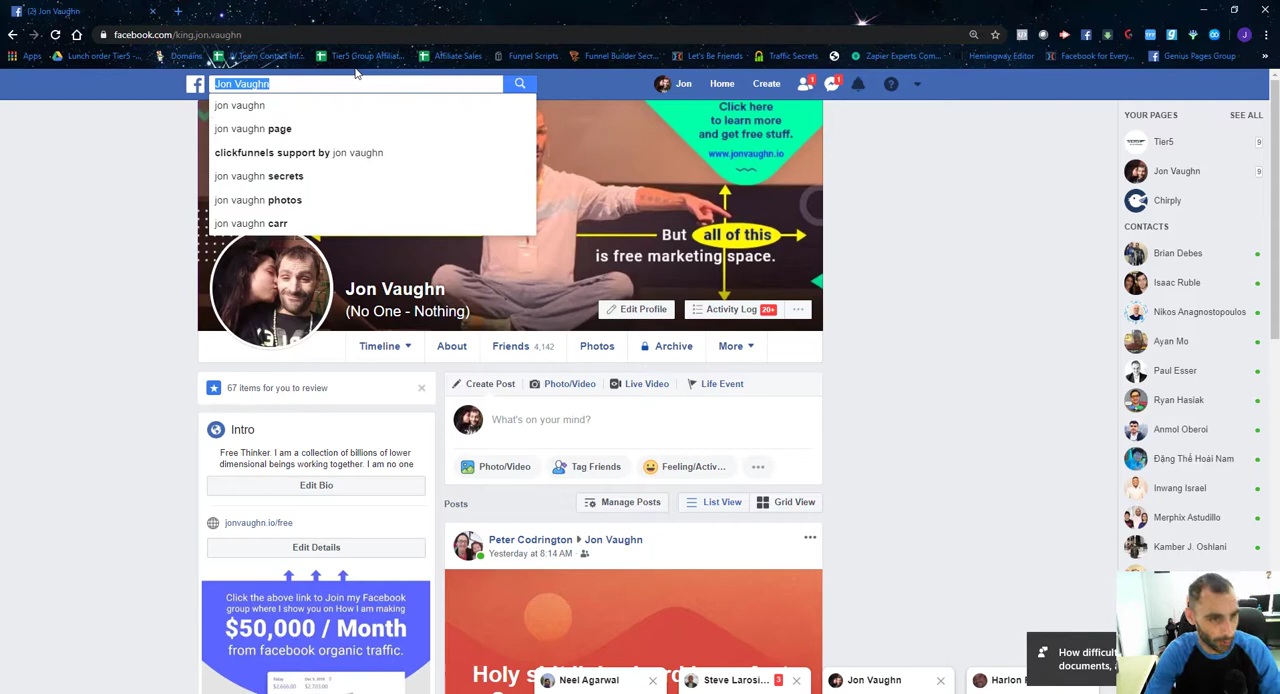 (2) Jon Vaughn
facebook.com/king.jon.vaughn
Apps Lunch order Tier5 -... Domains AI Team Contact Inf... Tier5 Group Affiliat... Affiliate Sales Funnel Scripts Funnel Builder Secr... Let's Be Friends Traffic Secrets Zapier Expert Comp... Hemingway Editor Facebook for Every... Genius Pages Group
Jon Vaughn
Jon Home Create 1 1
jon vaughn
jon vaughn page
clickfunnels support by jon vaughn
jon vaughn secrets
jon vaughn photos
jon vaughn carr
Click here
to learn more
and get free stuff.
www.jonvaughn.io
But all of this
is free marketing space.
Jon Vaughn
(No One - Nothing)
Edit Profile Activity Log 20+
Timeline About Friends 4,142 Photos Archive More
67 items for you to review
Intro
Free Thinker. I am a collection of billions of lower
dimensional beings working together. I am no one
Edit Bio
jonvaughn.io/free
Edit Details
Click the above link to Join my Facebook
group where I show you on How I am making
$50,000 / Month
from facebook organic traffic.
Create Post Photo/Video Live Video Life Event
What's on your mind?
Photo/Video Tag Friends Feeling/Activ...
Posts Manage Posts List View Grid View
Peter Codrington Jon Vaughn
Yesterday at 8:14 AM
YOUR PAGES SEE ALL
Tier5 9
Jon Vaughn 9
Chirply
CONTACTS
Brian Debes
Isaac Ruble
Nikos Anagnostopoulos
Ayan Mo
Paul Esser
Ryan Hasiak
Anmol Oberoi
Đặng Thế Hoài Nam
Inwang Israel
Merphix Astudillo
Kamber J. Oshlani
How difficult
documents, a
Neel Agarwal Steve Larosi... 3 Jon Vaughn Harlon